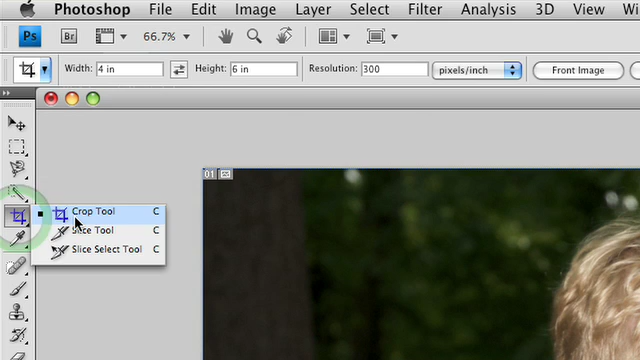 Photoshop File Edit Image Layer Select Filter Analysis 3D View Wi
Ps Br 66.7%
Width: 4 in Height: 6 in Resolution: 300 pixels/inch Front Image
01
Crop Tool C
Slice Tool C
Slice Select Tool C